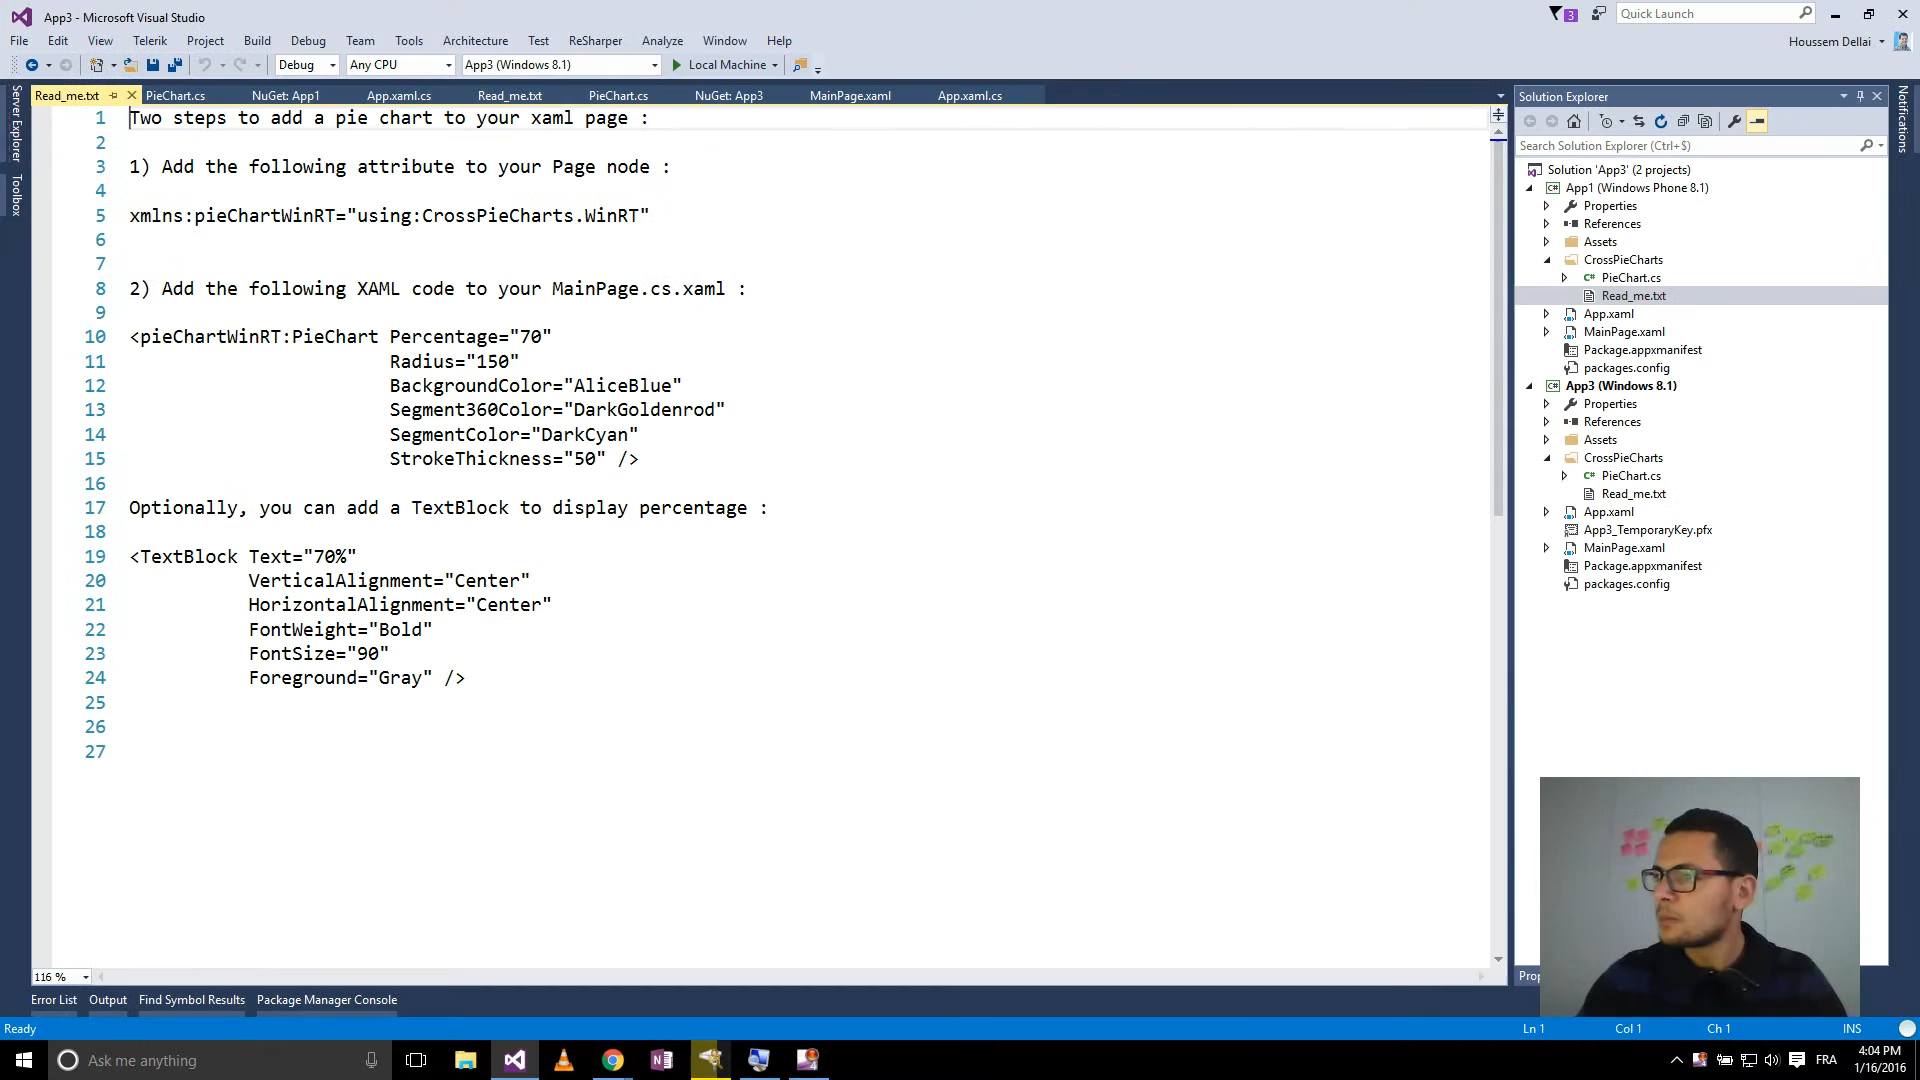 App3 - Microsoft Visual Studio
3
Quick Launch
File Edit View Telerik Project Build Debug Team Tools Architecture Test ReSharper Analyze Window Help
Houssem Dellai
Debug Any CPU App3 (Windows 8.1) Local Machine
Server Explorer
Toolbox
Read_me.txt PieChart.cs NuGet: App1 App.xaml.cs Read_me.txt PieChart.cs NuGet: App3 MainPage.xaml App.xaml.cs
1 Two steps to add a pie chart to your xaml page :
2
3 1) Add the following attribute to your Page node :
4
5 xmlns:pieChartWinRT="using:CrossPieCharts.WinRT"
6
7
8 2) Add the following XAML code to your MainPage.cs.xaml :
9
10 <pieChartWinRT:PieChart Percentage="70"
11 Radius="150"
12 BackgroundColor="AliceBlue"
13 Segment360Color="DarkGoldenrod"
14 SegmentColor="DarkCyan"
15 StrokeThickness="50" />
16
17 Optionally, you can add a TextBlock to display percentage :
18
19 <TextBlock Text="70%"
20 VerticalAlignment="Center"
21 HorizontalAlignment="Center"
22 FontWeight="Bold"
23 FontSize="90"
24 Foreground="Gray" />
25
26
27
116 %
Solution Explorer
Search Solution Explorer (Ctrl+$)
Solution 'App3' (2 projects)
App1 (Windows Phone 8.1)
Properties
References
Assets
CrossPieCharts
PieChart.cs
Read_me.txt
App.xaml
MainPage.xaml
Package.appxmanifest
packages.config
App3 (Windows 8.1)
Properties
References
Assets
CrossPieCharts
PieChart.cs
Read_me.txt
App.xaml
App3_TemporaryKey.pfx
MainPage.xaml
Package.appxmanifest
packages.config
Notifications
Error List Output Find Symbol Results Package Manager Console
Ready
Ln 1 Col 1 Ch 1 INS
Ask me anything
FRA
4:04 PM
1/16/2016